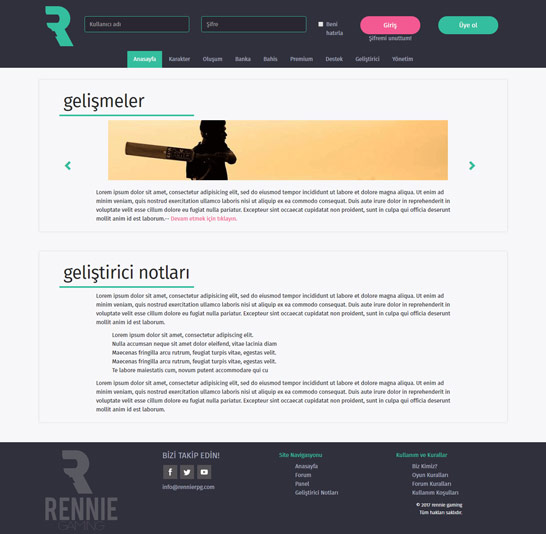 Kullanıcı adı
Şifre
Beni
hatırla
Giriş
Üye ol
Şifremi unuttum!
Anasayfa Karakter Oluşum Banka Bahis Premium Destek Geliştirici Yönetim
gelişmeler
Lorem ipsum dolor sit amet, consectetur adipiscing elit, sed do eiusmod tempor incididunt ut labore et dolore magna aliqua. Ut enim ad
minim veniam, quis nostrud exercitation ullamco laboris nisi ut aliquip ex ea commodo consequat. Duis aute irure dolor in reprehenderit in
voluptate velit esse cillum dolore eu fugiat nulla pariatur. Excepteur sint occaecat cupidatat non proident, sunt in culpa qui officia deserunt
mollit anim id est laborum.— Devam etmek için tıklayın.
geliştirici notları
Lorem ipsum dolor sit amet, consectetur adipiscing elit, sed do eiusmod tempor incididunt ut labore et dolore magna aliqua. Ut enim ad
minim veniam, quis nostrud exercitation ullamco laboris nisi ut aliquip ex ea commodo consequat. Duis aute irure dolor in reprehenderit in
voluptate velit esse cillum dolore eu fugiat nulla pariatur. Excepteur sint occaecat cupidatat non proident, sunt in culpa qui officia deserunt
mollit anim id est laborum.
Lorem ipsum dolor sit amet, consectetur adipiscing elit.
Nulla accumsan neque sit amet dolor eleifend, vitae lacinia diam
Maecenas fringilla arcu rutrum, feugiat turpis vitae, egestas velit.
Maecenas fringilla arcu rutrum, feugiat turpis vitae, egestas velit.
Te labore maiestatis cum, novum putent accommodare qui cu
Lorem ipsum dolor sit amet, consectetur adipiscing elit, sed do eiusmod tempor incididunt ut labore et dolore magna aliqua. Ut enim ad
minim veniam, quis nostrud exercitation ullamco laboris nisi ut aliquip ex ea commodo consequat. Duis aute irure dolor in reprehenderit in
voluptate velit esse cillum dolore eu fugiat nulla pariatur. Excepteur sint occaecat cupidatat non proident, sunt in culpa qui officia deserunt
mollit anim id est laborum.
RENNIE
GAMING
BİZİ TAKİP EDİN!
info@rennierpg.com
Site Navigasyonu
Anasayfa
Forum
Panel
Geliştirici Notları
Kullanım ve Kurallar
Biz Kimiz?
Oyun Kuralları
Forum Kuralları
Kullanım Koşulları
© 2017 rennie gaming
Tüm hakları saklıdır.